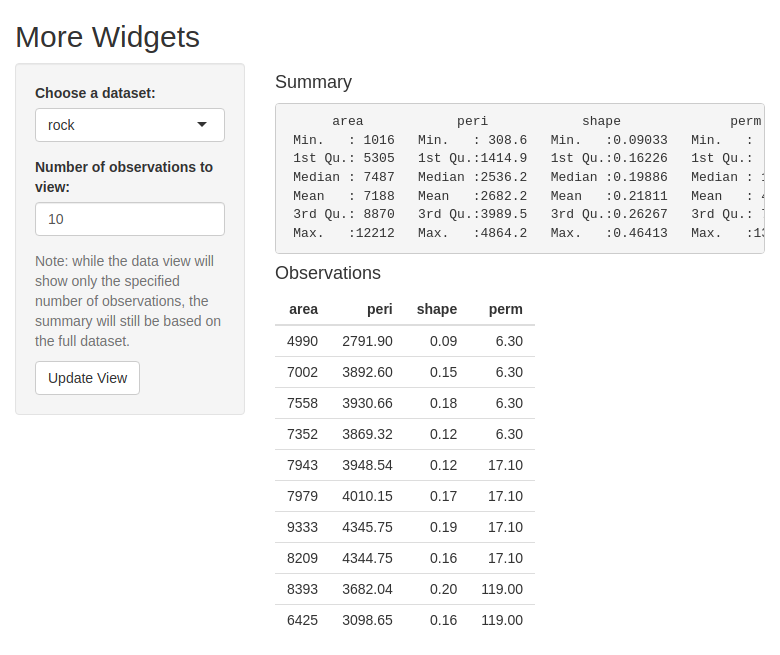 More Widgets
Choose a dataset:
rock
Number of observations to
view:
10
Note: while the data view will
show only the specified
number of observations, the
summary will still be based on
the full dataset.
Update View
Summary
area peri shape perm
Min. : 1016 Min. : 308.6 Min. :0.09033 Min. :
1st Qu.: 5305 1st Qu.:1414.9 1st Qu.:0.16226 1st Qu.:
Median : 7487 Median :2536.2 Median :0.19886 Median :
Mean : 7188 Mean :2682.2 Mean :0.21811 Mean :
3rd Qu.: 8870 3rd Qu.:3989.5 3rd Qu.:0.26267 3rd Qu.:
Max. :12212 Max. :4864.2 Max. :0.46413 Max. :
Observations
area peri shape perm
4990 2791.90 0.09 6.30
7002 3892.60 0.15 6.30
7558 3930.66 0.18 6.30
7352 3869.32 0.12 6.30
7943 3948.54 0.12 17.10
7979 4010.15 0.17 17.10
9333 4345.75 0.19 17.10
8209 4344.75 0.16 17.10
8393 3682.04 0.20 119.00
6425 3098.65 0.16 119.00